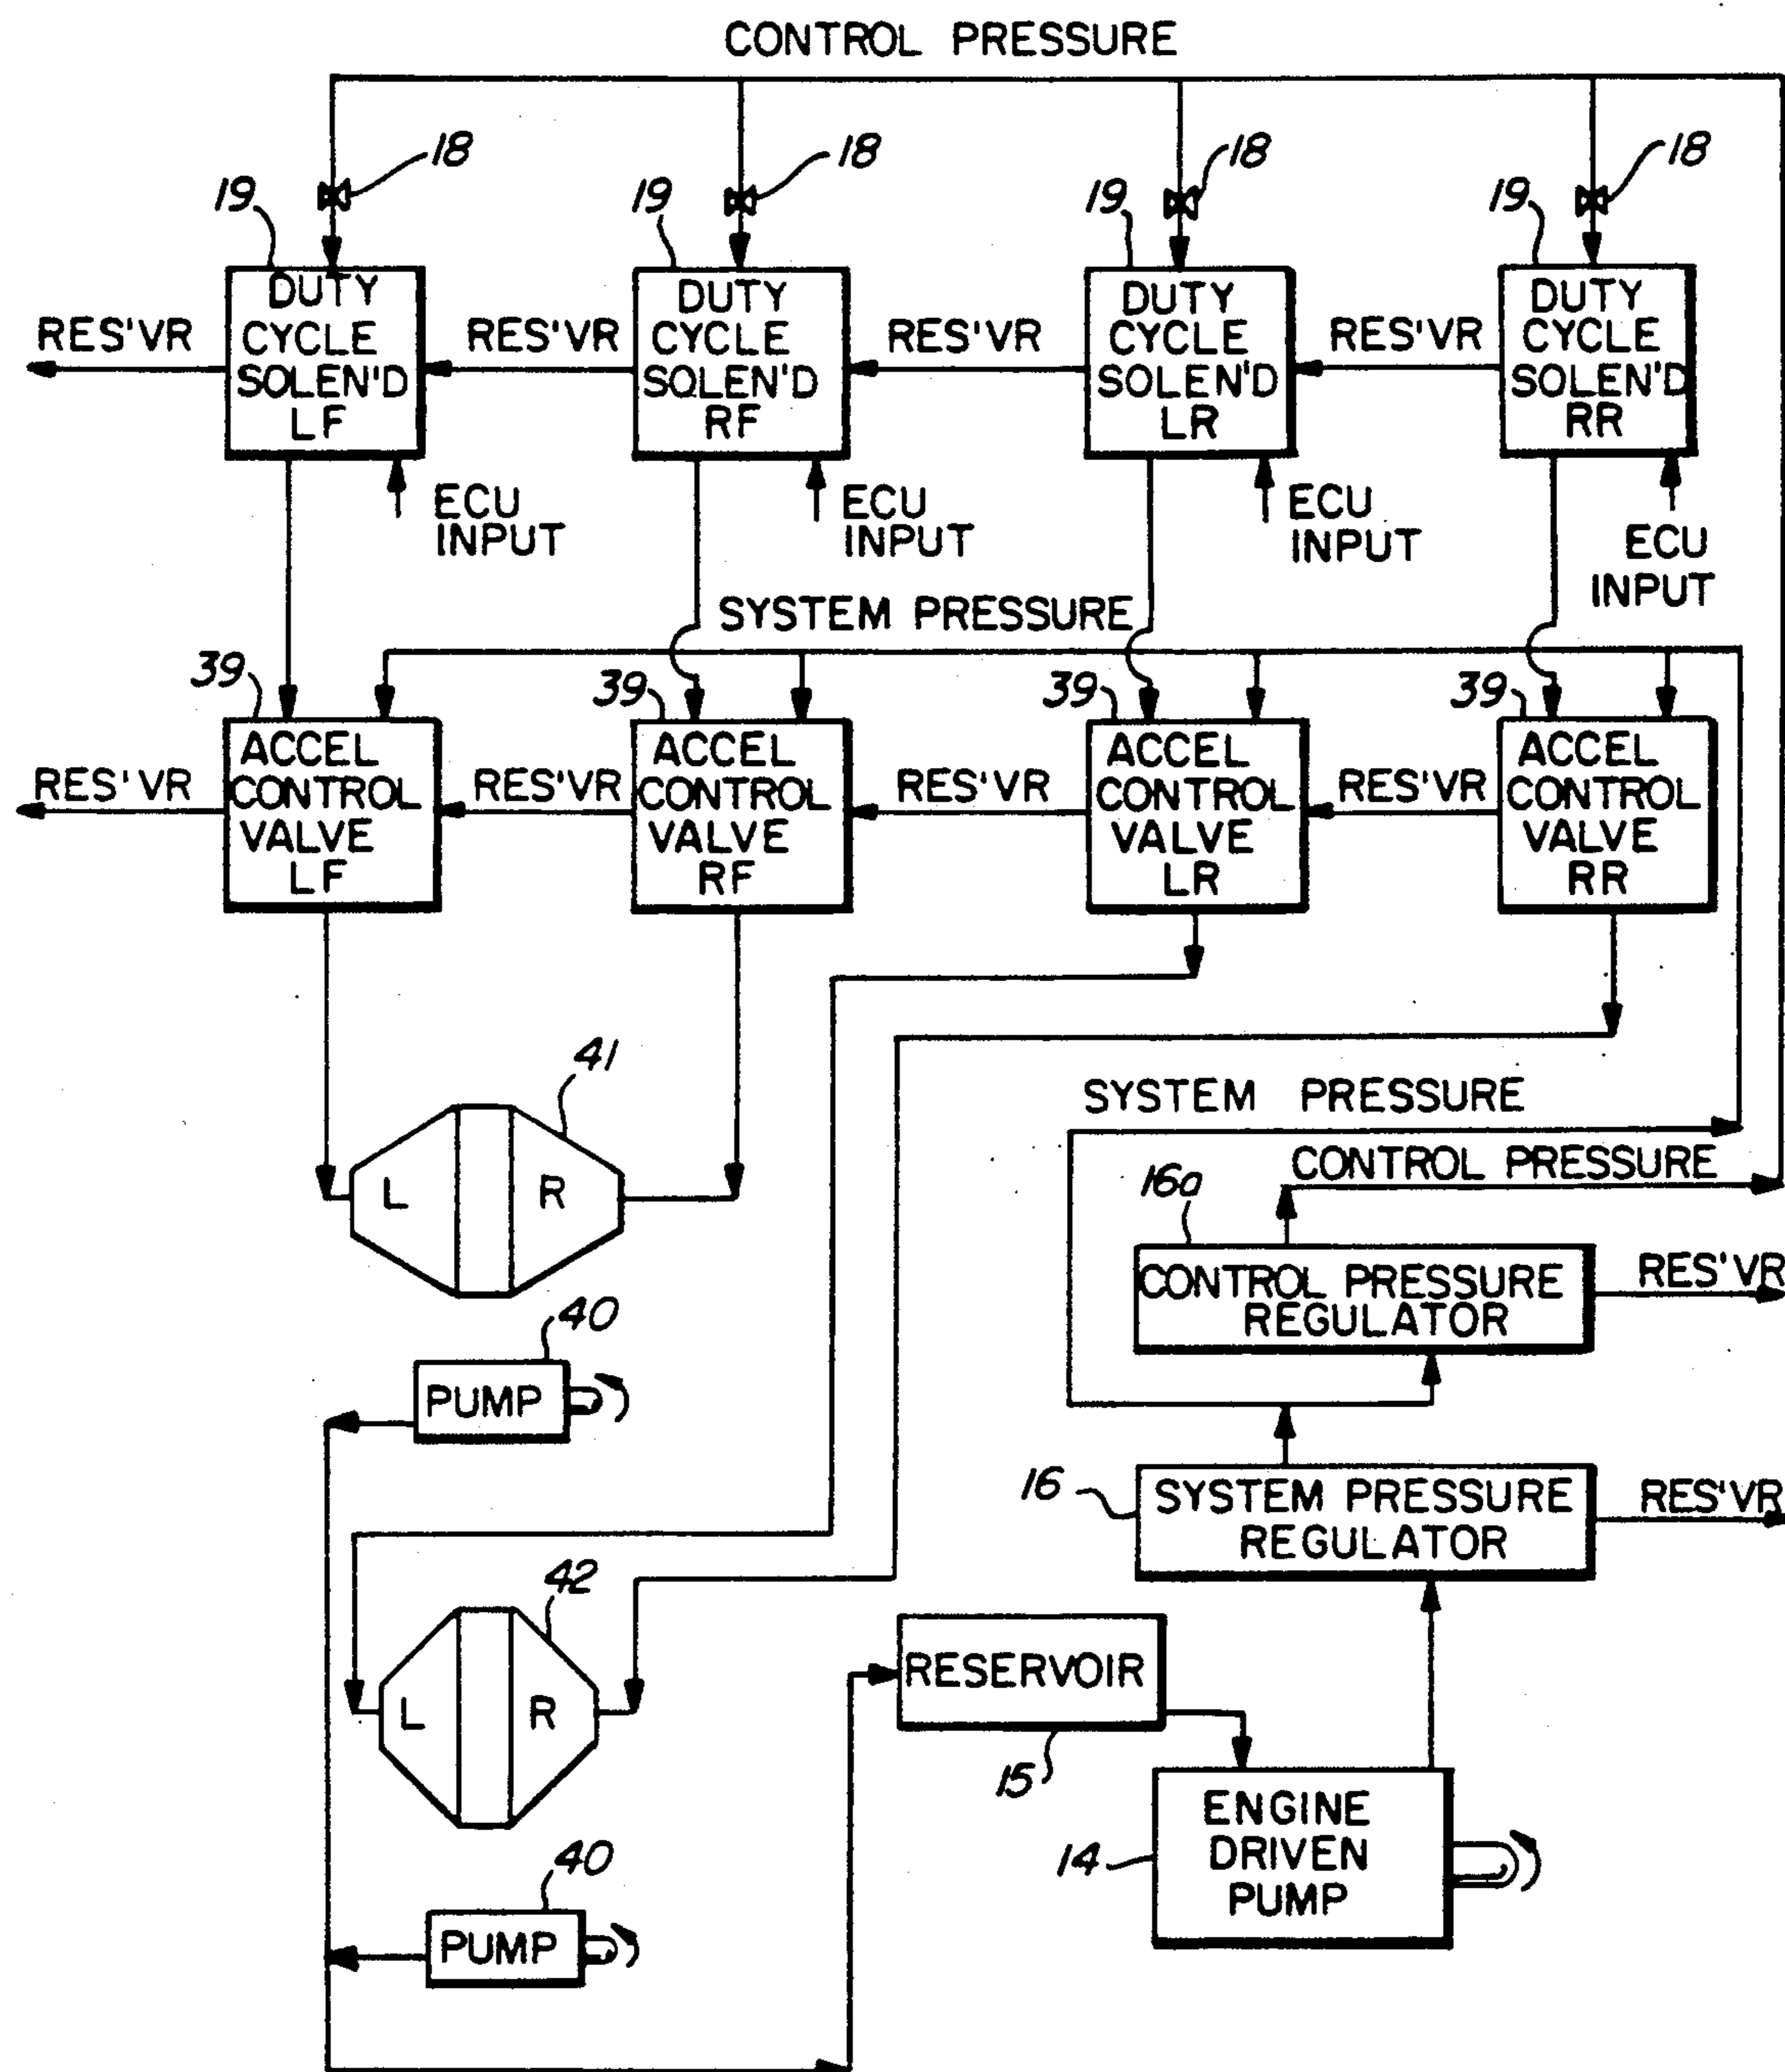 CONTROL PRESSURE
18 18 18 18
19 19 19 19
DUTY CYCLE SOLEN'D LF
DUTY CYCLE SOLEN'D RF
DUTY CYCLE SOLEN'D LR
DUTY CYCLE SOLEN'D RR
RES'VR RES'VR RES'VR RES'VR
ECU INPUT
ECU INPUT
ECU INPUT
ECU INPUT
SYSTEM PRESSURE
39 39 39 39
ACCEL CONTROL VALVE LF
ACCEL CONTROL VALVE RF
ACCEL CONTROL VALVE LR
ACCEL CONTROL VALVE RR
RES'VR RES'VR RES'VR RES'VR
41
L R
SYSTEM PRESSURE
CONTROL PRESSURE
16a
CONTROL PRESSURE
REGULATOR
RES'VR
40
PUMP
16
SYSTEM PRESSURE
REGULATOR
RES'VR
42
L R
RESERVOIR
15
ENGINE
DRIVEN
PUMP
14
40
PUMP